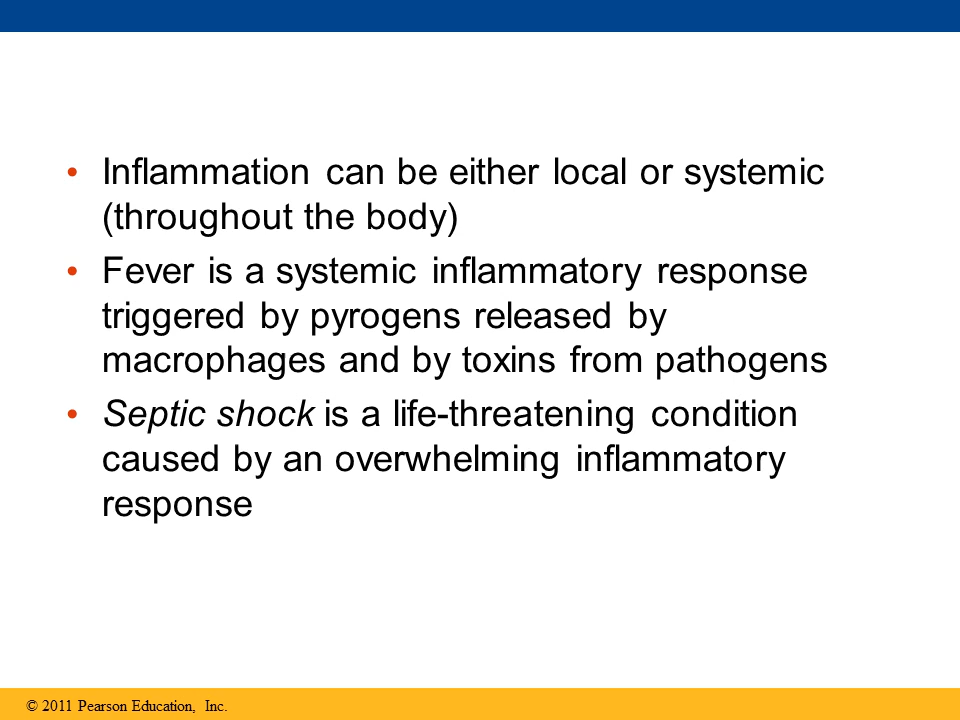 • Inflammation can be either local or systemic
(throughout the body)
• Fever is a systemic inflammatory response
triggered by pyrogens released by
macrophages and by toxins from pathogens
• Septic shock is a life-threatening condition
caused by an overwhelming inflammatory
response
© 2011 Pearson Education, Inc.